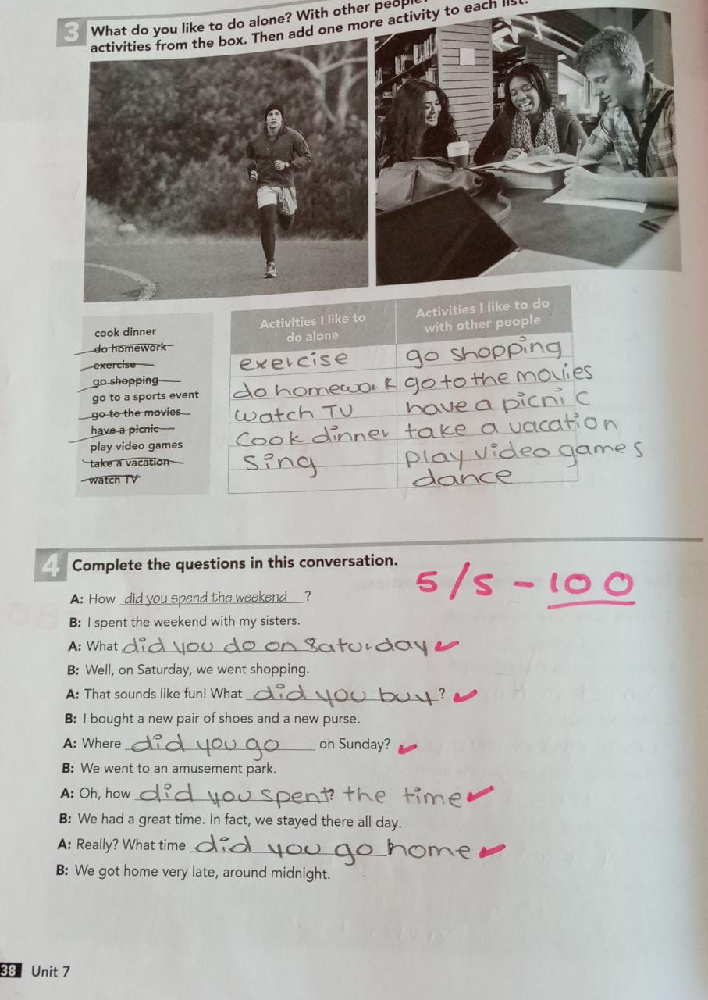 3 What do you like to do alone? With other people?
activities from the box. Then add one more activity to each list.
cook dinner
do homework
exercise
go shopping
go to a sports event
go to the movies
have a picnic
play video games
take a vacation
watch TV
Activities I like to do alone
Activities I like to do with other people
exercise go shopping
do homework go to the movies
watch TV have a picnic
Cook dinner take a vacation
Sing play video games
dance
4 Complete the questions in this conversation.
5/5 - 100
A: How did you spend the weekend ?
B: I spent the weekend with my sisters.
A: What did you do on Saturday
B: Well, on Saturday, we went shopping.
A: That sounds like fun! What did you buy ?
B: I bought a new pair of shoes and a new purse.
A: Where did you go on Sunday?
B: We went to an amusement park.
A: Oh, how did you spent? the time
B: We had a great time. In fact, we stayed there all day.
A: Really? What time did you go home
B: We got home very late, around midnight.
38 Unit 7